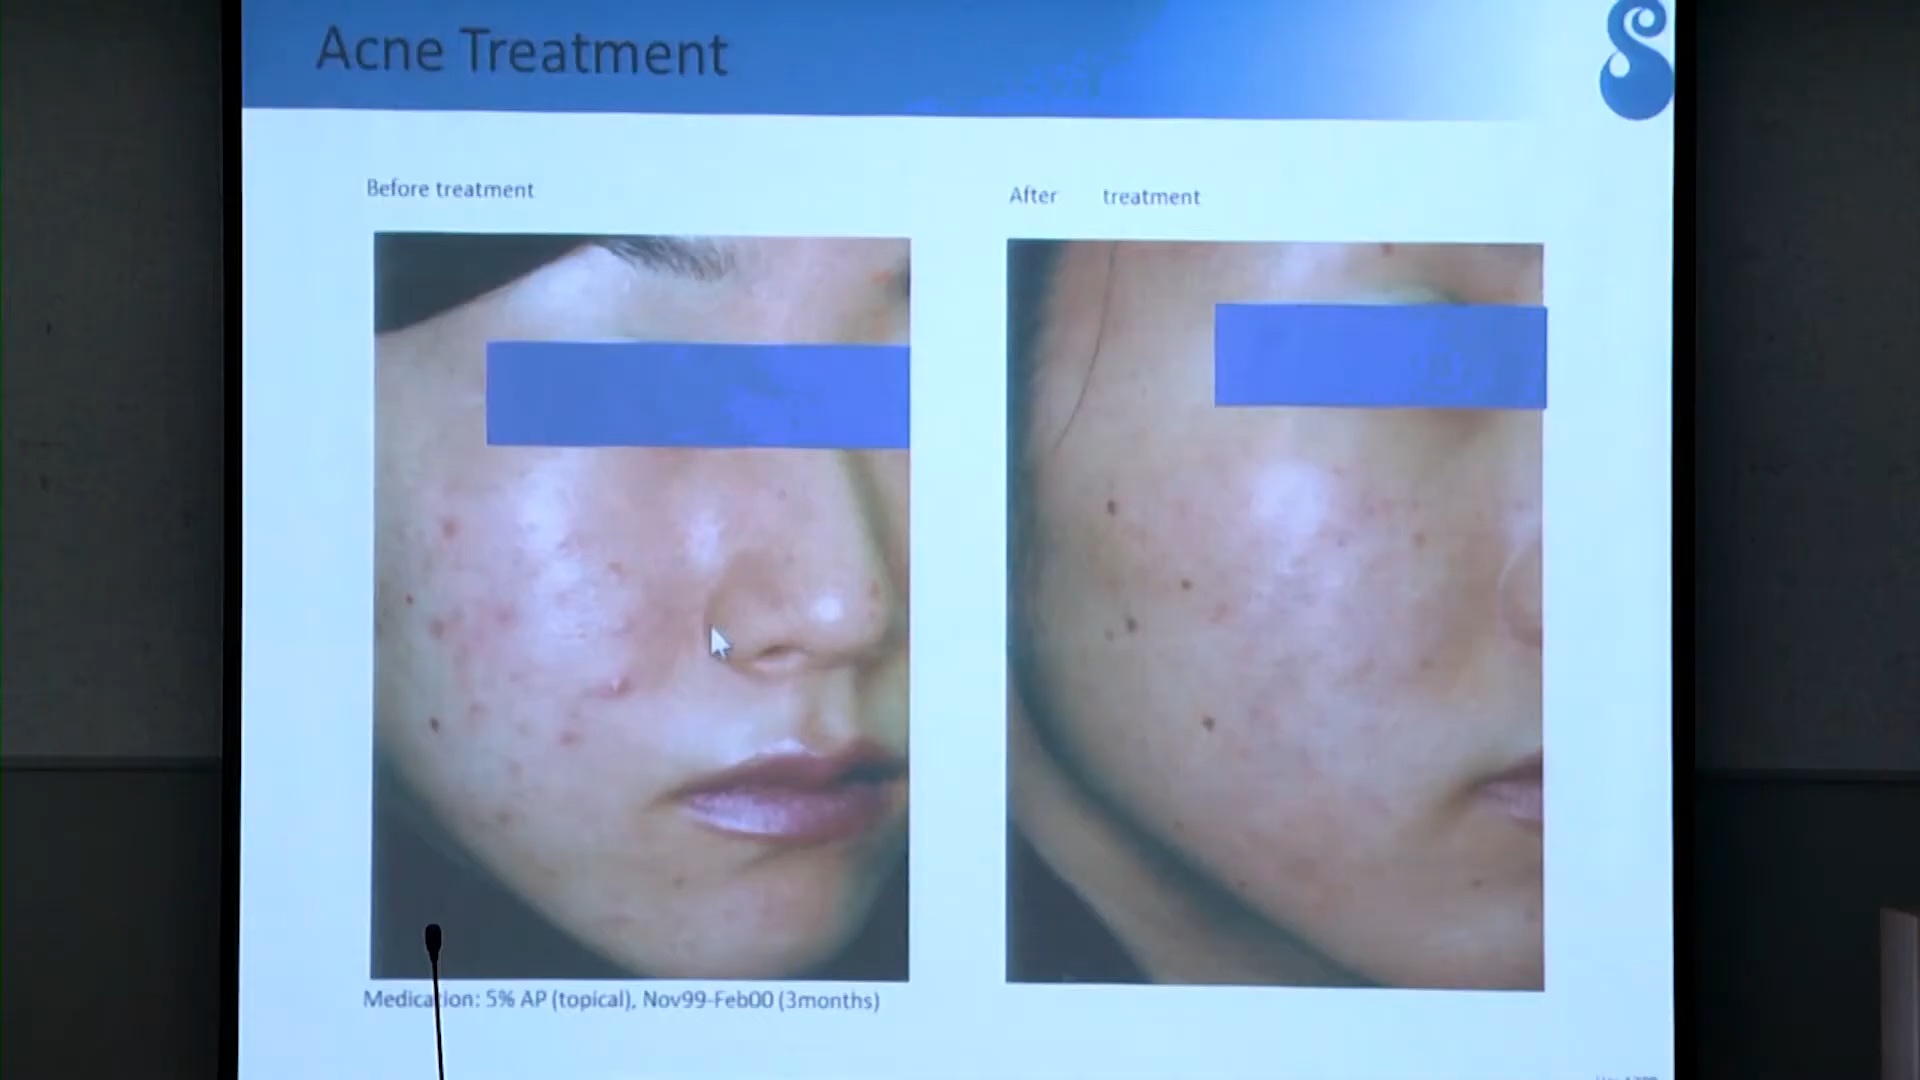 Acne Treatment
Before treatment
After treatment
Medication: 5% AP (topical), Nov99-Feb00 (3months)